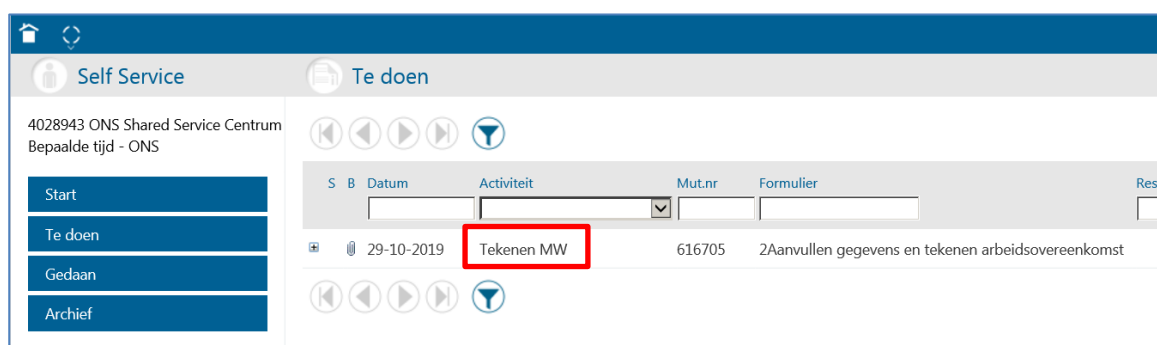 Self Service
Te doen
4028943 ONS Shared Service Centrum
Bepaalde tijd - ONS
Start
Te doen
Gedaan
Archief
S B Datum Activiteit Mut.nr Formulier Res
29-10-2019 Tekenen MW 616705 2Aanvullen gegevens en tekenen arbeidsovereenkomst